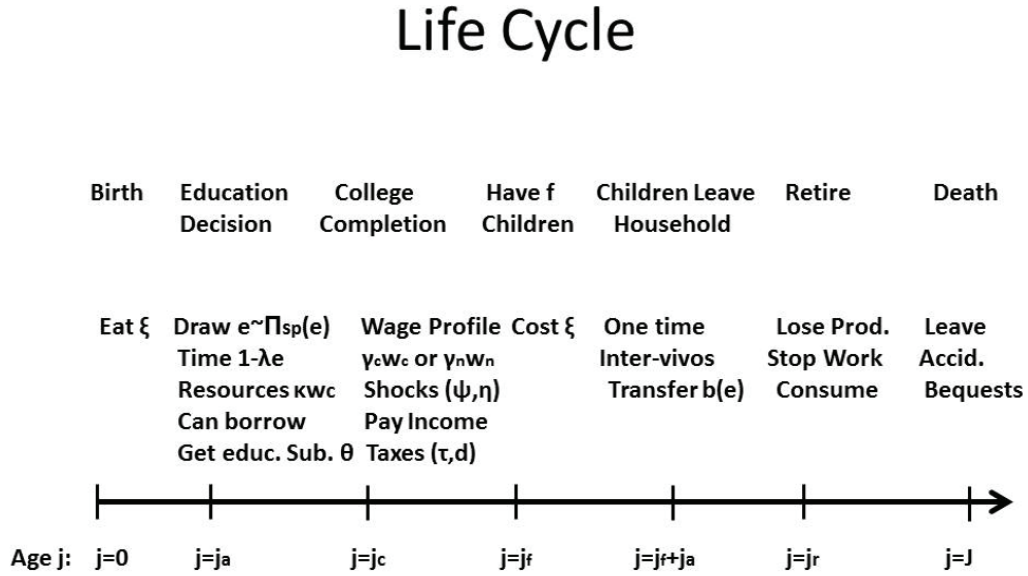 Life Cycle
Birth Education College Have f Children Leave Retire Death
Decision Completion Children Household
Eat ξ Draw e~Πsp(e) Wage Profile Cost ξ One time Lose Prod. Leave
Time 1-λe γcwc or γnwn Inter-vivos Stop Work Accid.
Resources κwc Shocks (ψ,η) Transfer b(e) Consume Bequests
Can borrow Pay Income
Get educ. Sub. θ Taxes (τ,d)
Age j: j=0 j=ja j=jc j=jf j=jf+ja j=jr j=J